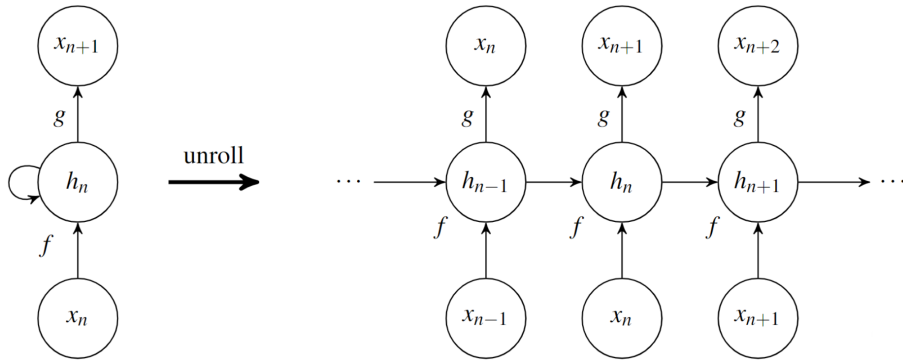 x_{n+1} x_n x_{n+1} x_{n+2}
g g g g
unroll
h_n ⋯ h_{n−1} h_n h_{n+1} ⋯
f f f f
x_n x_{n−1} x_n x_{n+1}